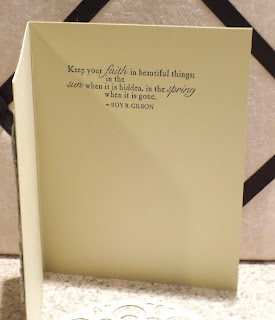 Keep your faith in beautiful things;
in the
sun when it is hidden, in the spring
when it is gone.
~ROY R. GILSON